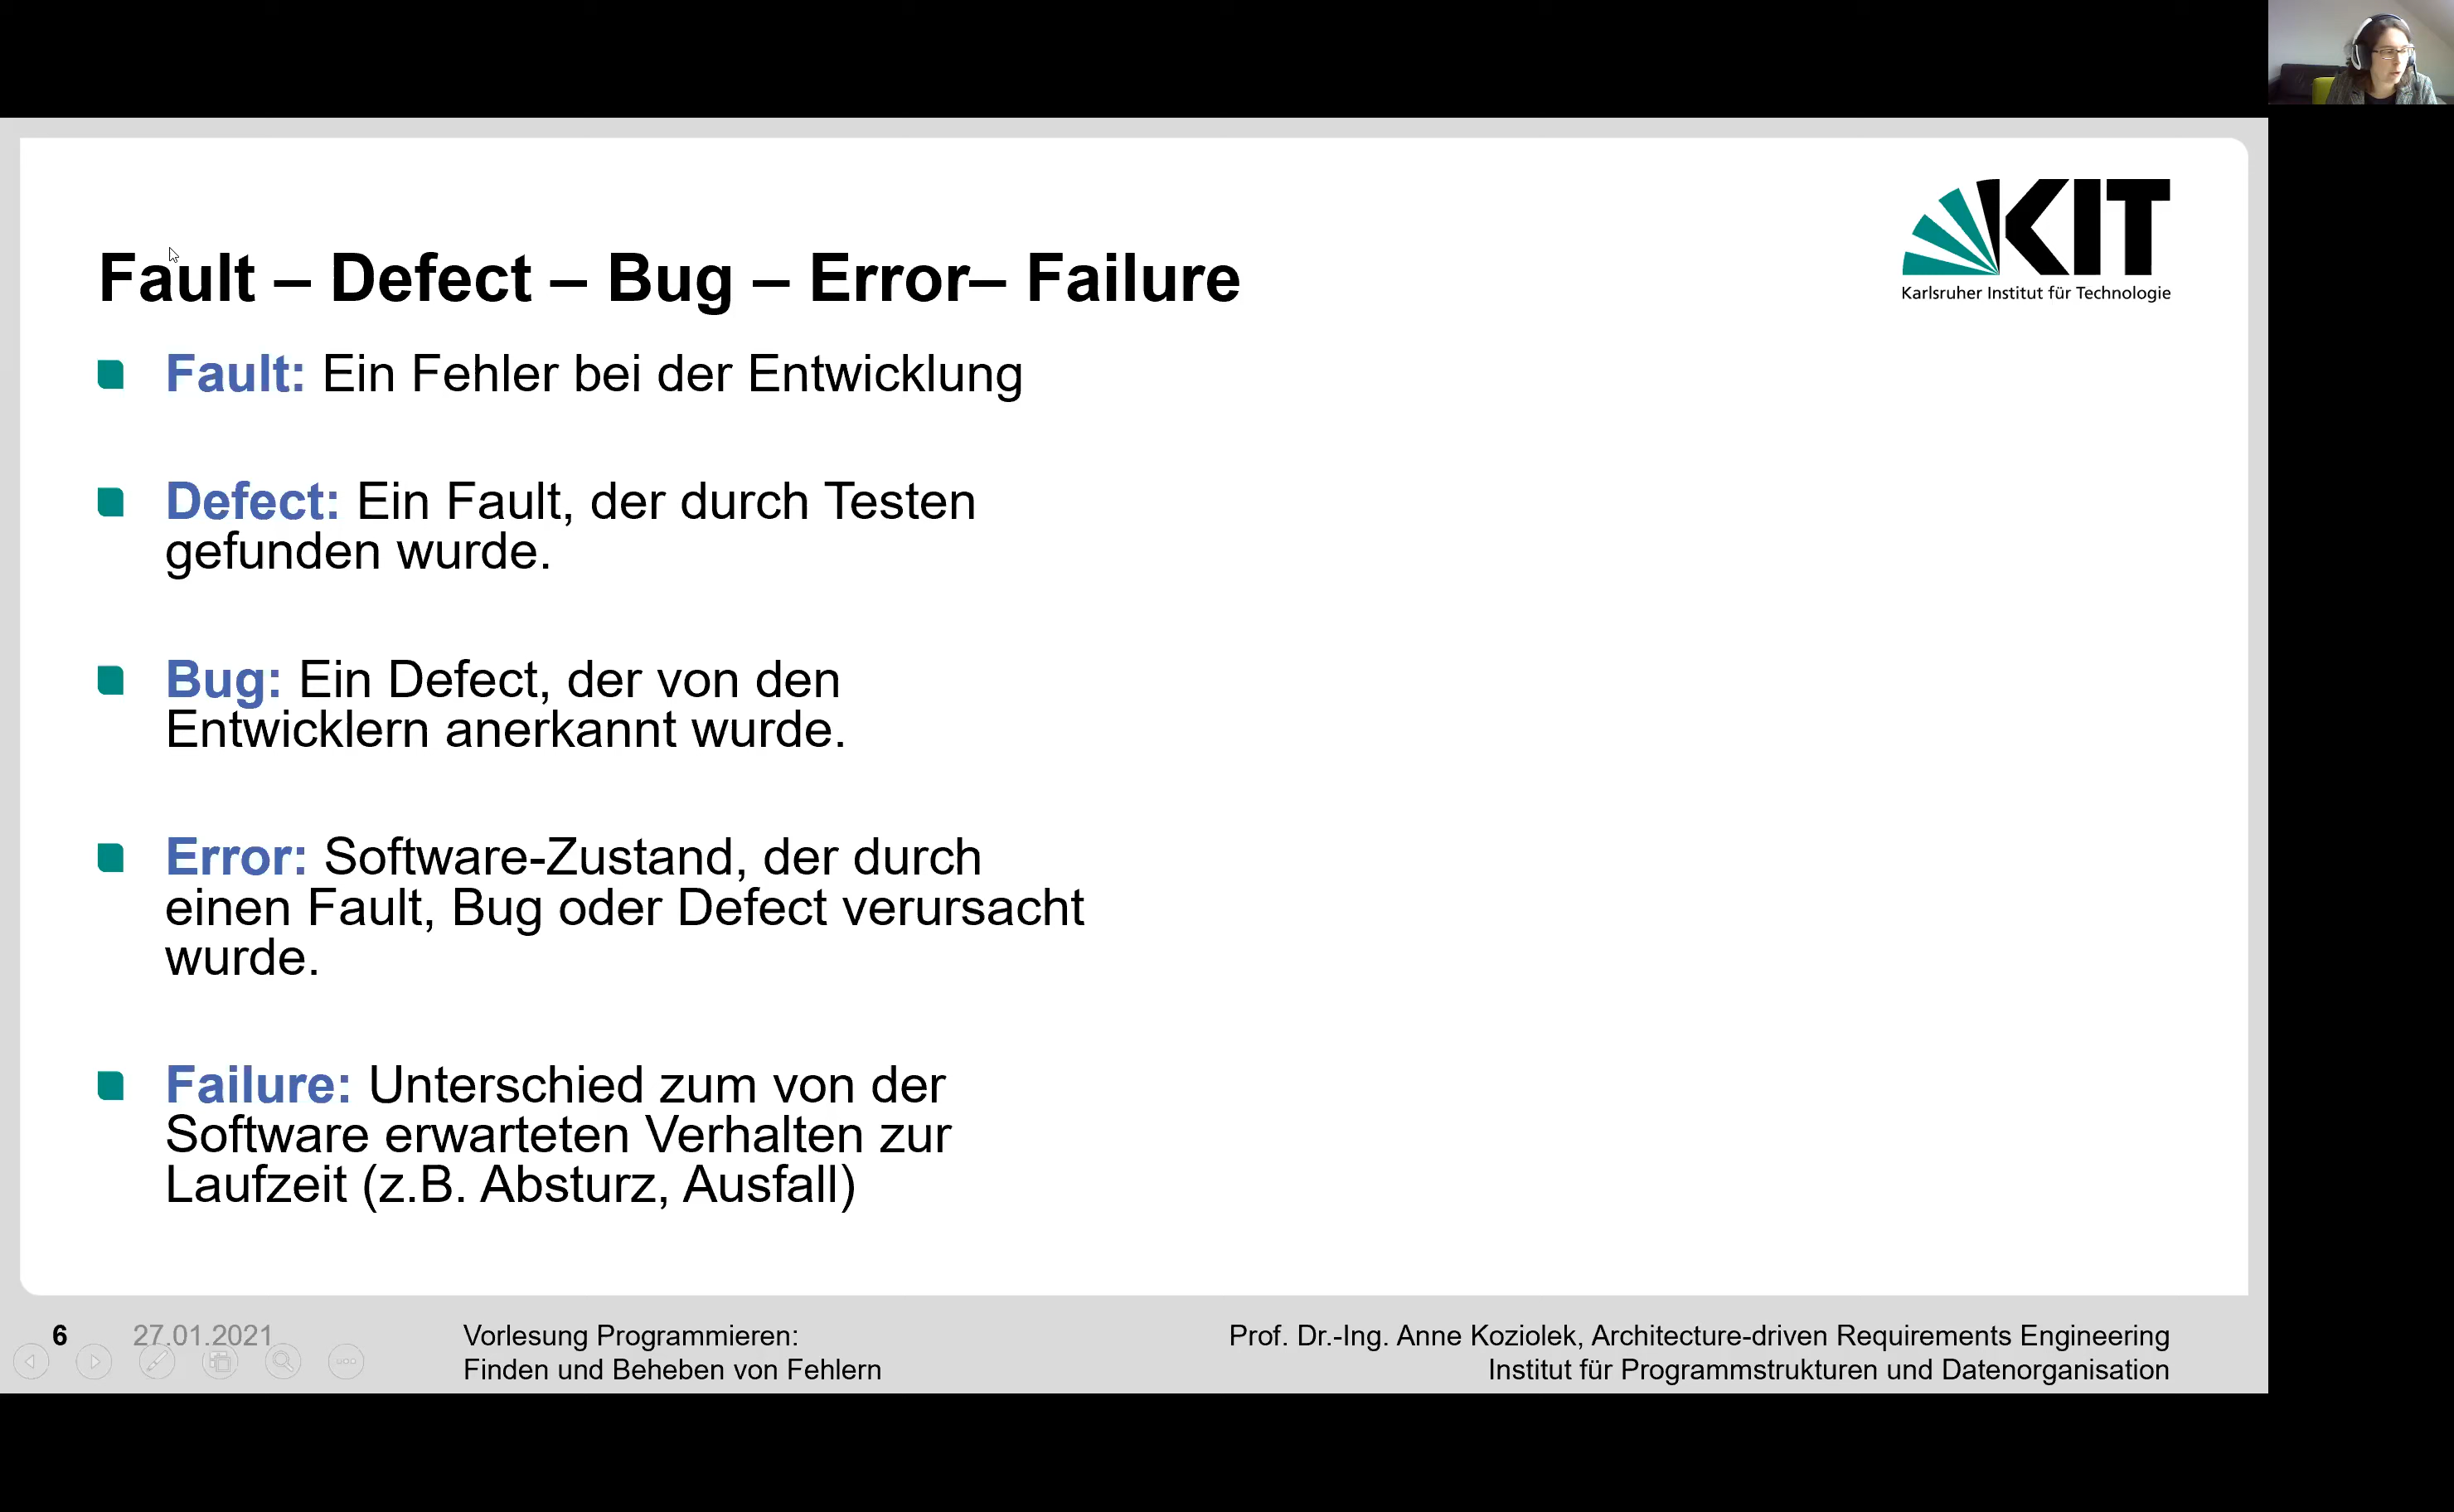 KIT
Karlsruher Institut für Technologie
Fault – Defect – Bug – Error– Failure
Fault: Ein Fehler bei der Entwicklung
Defect: Ein Fault, der durch Testen
gefunden wurde.
Bug: Ein Defect, der von den
Entwicklern anerkannt wurde.
Error: Software-Zustand, der durch
einen Fault, Bug oder Defect verursacht
wurde.
Failure: Unterschied zum von der
Software erwarteten Verhalten zur
Laufzeit (z.B. Absturz, Ausfall)
6
27.01.2021
Vorlesung Programmieren:
Finden und Beheben von Fehlern
Prof. Dr.-Ing. Anne Koziolek, Architecture-driven Requirements Engineering
Institut für Programmstrukturen und Datenorganisation